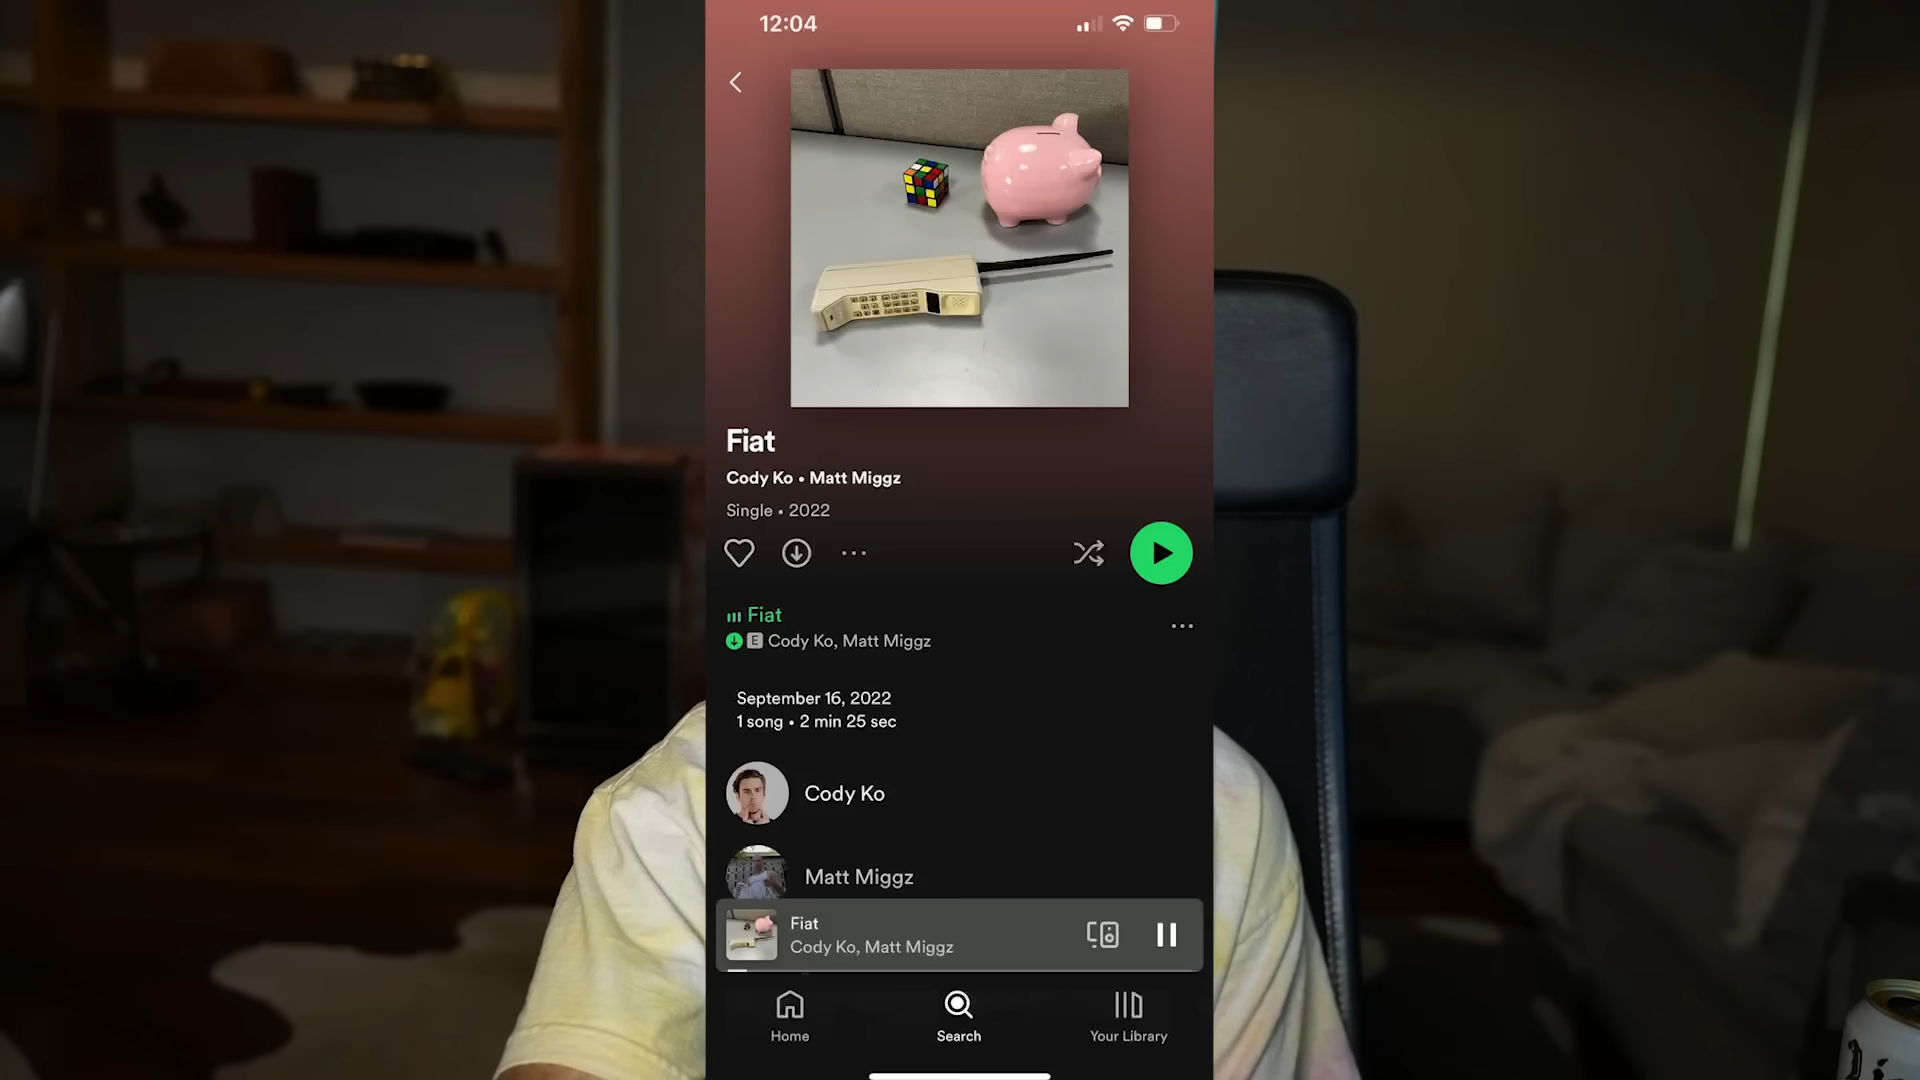 12:04
Fiat
Cody Ko • Matt Miggz
Single • 2022
Fiat
E Cody Ko, Matt Miggz
September 16, 2022
1 song • 2 min 25 sec
Cody Ko
Matt Miggz
Fiat
Cody Ko, Matt Miggz
Home
Search
Your Library